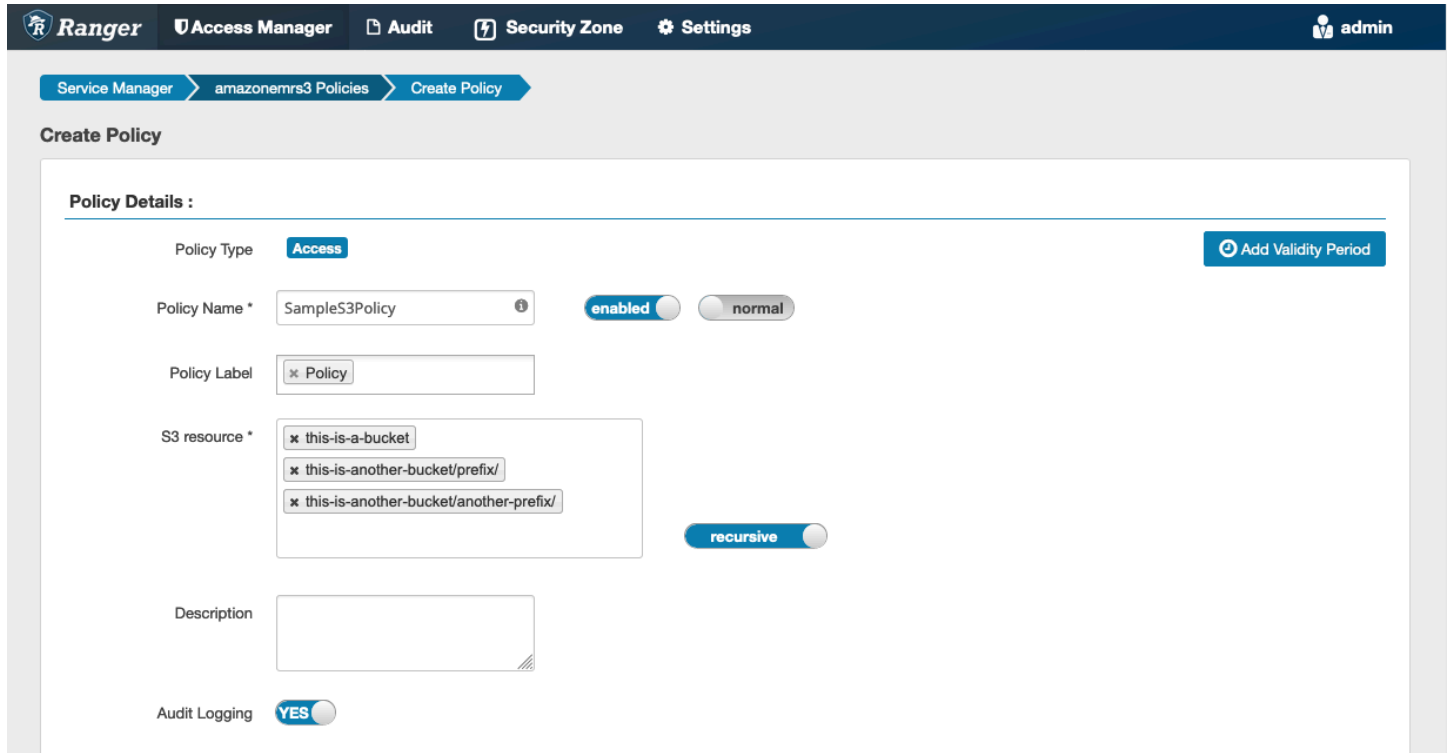 Ranger Access Manager Audit Security Zone Settings admin
Service Manager amazonemrs3 Policies Create Policy
Create Policy
Policy Details :
Policy Type Access Add Validity Period
Policy Name * SampleS3Policy enabled normal
Policy Label × Policy
S3 resource * × this-is-a-bucket
× this-is-another-bucket/prefix/
× this-is-another-bucket/another-prefix/
recursive
Description
Audit Logging YES